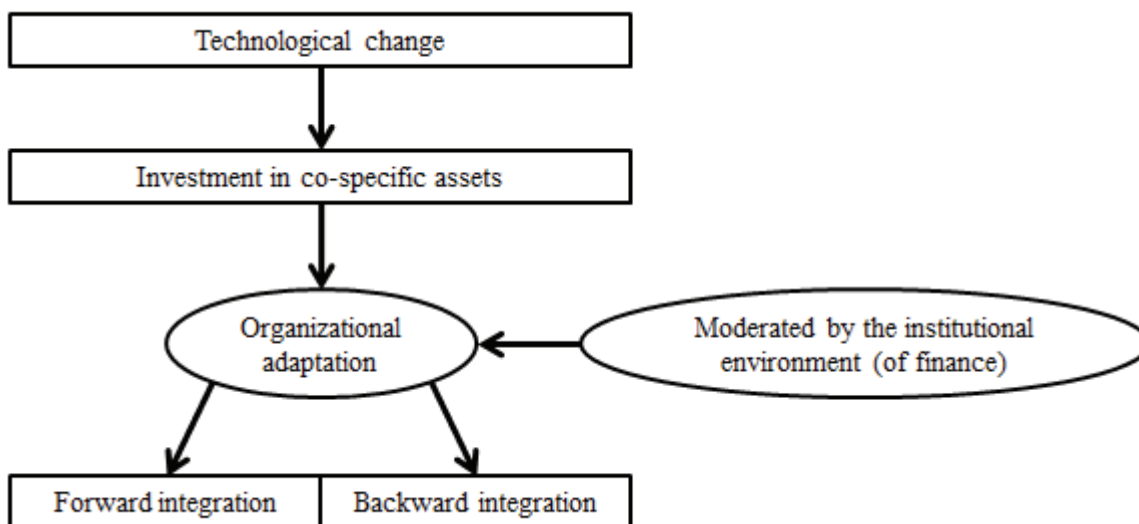 Technological change
Investment in co-specific assets
Organizational
adaptation
Moderated by the institutional
environment (of finance)
Forward integration
Backward integration